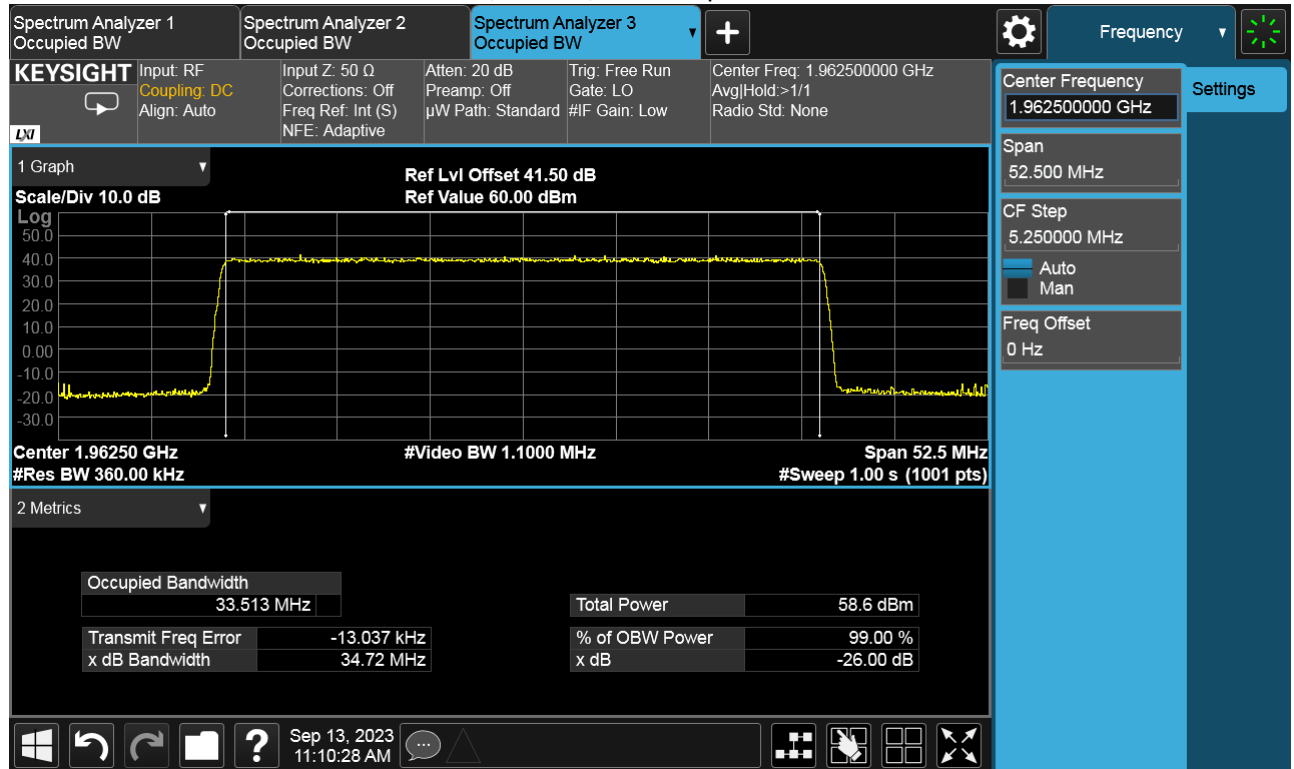 Spectrum Analyzer 1
Occupied BW
Spectrum Analyzer 2
Occupied BW
Spectrum Analyzer 3
Occupied BW
Frequency
KEYSIGHT
LXI
Input: RF
Coupling: DC
Align: Auto
Input Z: 50 Ω
Corrections: Off
Freq Ref: Int (S)
NFE: Adaptive
Atten: 20 dB
Preamp: Off
µW Path: Standard
Trig: Free Run
Gate: LO
#IF Gain: Low
Center Freq: 1.962500000 GHz
Avg|Hold:>1/1
Radio Std: None
Center Frequency
1.962500000 GHz
Settings
Span
52.500 MHz
CF Step
5.250000 MHz
Auto
Man
Freq Offset
0 Hz
1 Graph
Scale/Div 10.0 dB
Ref Lvl Offset 41.50 dB
Ref Value 60.00 dBm
Log
50.0
40.0
30.0
20.0
10.0
0.00
-10.0
-20.0
-30.0
Center 1.96250 GHz
#Video BW 1.1000 MHz
Span 52.5 MHz
#Res BW 360.00 kHz
#Sweep 1.00 s (1001 pts)
2 Metrics
Occupied Bandwidth
33.513 MHz
Total Power 58.6 dBm
Transmit Freq Error -13.037 kHz
% of OBW Power 99.00 %
x dB Bandwidth 34.72 MHz
x dB -26.00 dB
Sep 13, 2023
11:10:28 AM